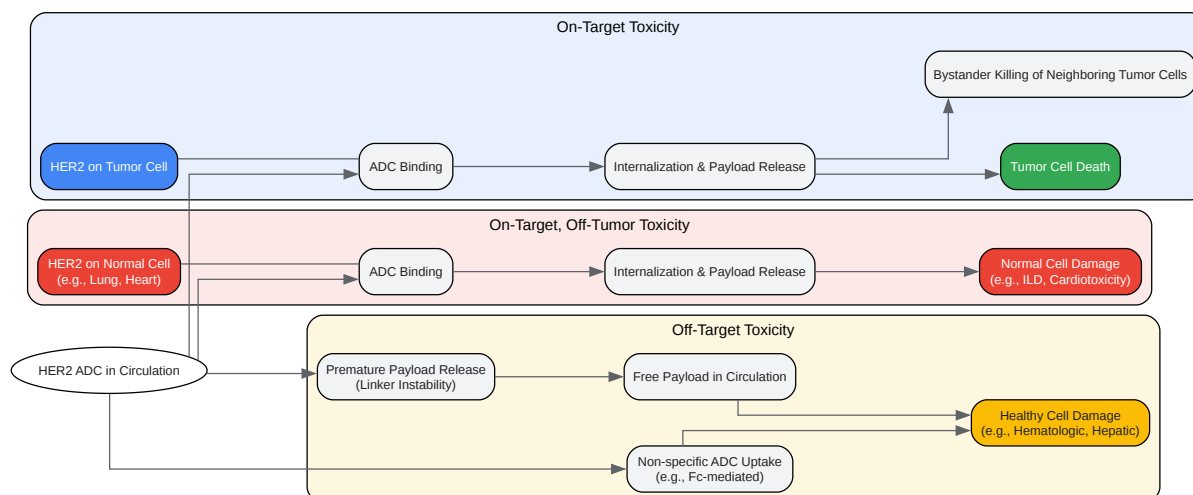 On-Target Toxicity
Bystander Killing of Neighboring Tumor Cells
HER2 on Tumor Cell
ADC Binding
Internalization & Payload Release
Tumor Cell Death
On-Target, Off-Tumor Toxicity
HER2 on Normal Cell
(e.g., Lung, Heart)
ADC Binding
Internalization & Payload Release
Normal Cell Damage
(e.g., ILD, Cardiotoxicity)
Off-Target Toxicity
HER2 ADC in Circulation
Premature Payload Release
(Linker Instability)
Free Payload in Circulation
Healthy Cell Damage
(e.g., Hematologic, Hepatic)
Non-specific ADC Uptake
(e.g., Fc-mediated)